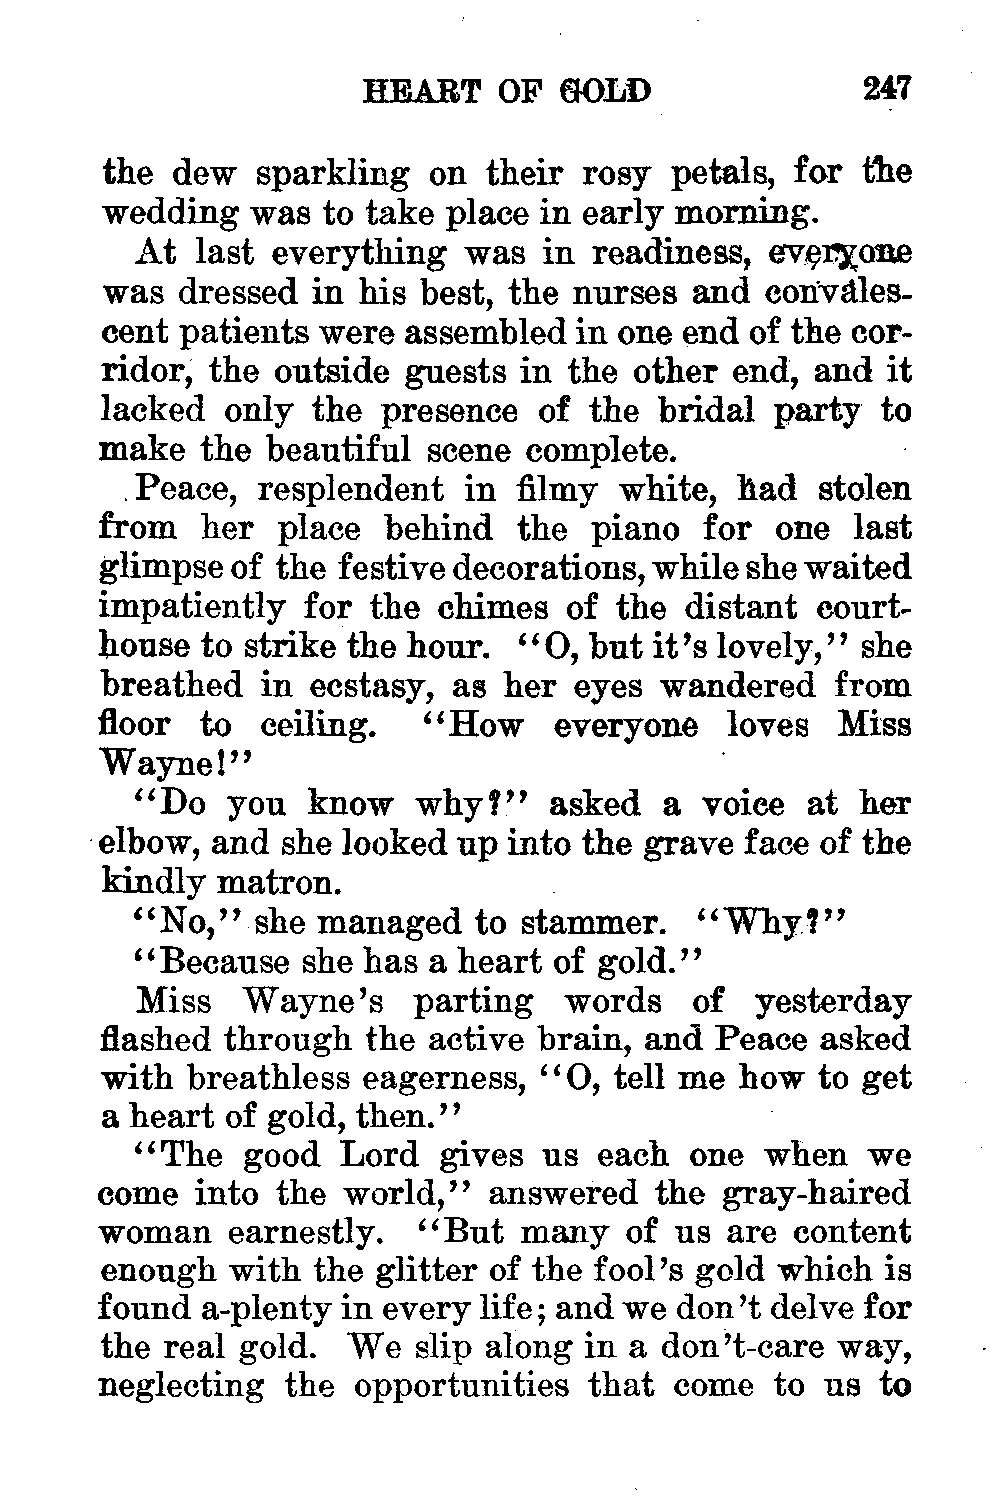 HEART OF GOLD 247
the dew sparkling on their rosy petals, for the
wedding was to take place in early morning.
At last everything was in readiness, everyone
was dressed in his best, the nurses and convales-
cent patients were assembled in one end of the cor-
ridor, the outside guests in the other end, and it
lacked only the presence of the bridal party to
make the beautiful scene complete.
Peace, resplendent in filmy white, had stolen
from her place behind the piano for one last
glimpse of the festive decorations, while she waited
impatiently for the chimes of the distant court-
house to strike the hour. "O, but it's lovely," she
breathed in ecstasy, as her eyes wandered from
floor to ceiling. "How everyone loves Miss
Wayne!"
"Do you know why?" asked a voice at her
elbow, and she looked up into the grave face of the
kindly matron.
"No," she managed to stammer. "Why?"
"Because she has a heart of gold."
Miss Wayne's parting words of yesterday
flashed through the active brain, and Peace asked
with breathless eagerness, "O, tell me how to get
a heart of gold, then."
"The good Lord gives us each one when we
come into the world," answered the gray-haired
woman earnestly. "But many of us are content
enough with the glitter of the fool's gold which is
found a-plenty in every life; and we don't delve for
the real gold. We slip along in a don't-care way,
neglecting the opportunities that come to us to